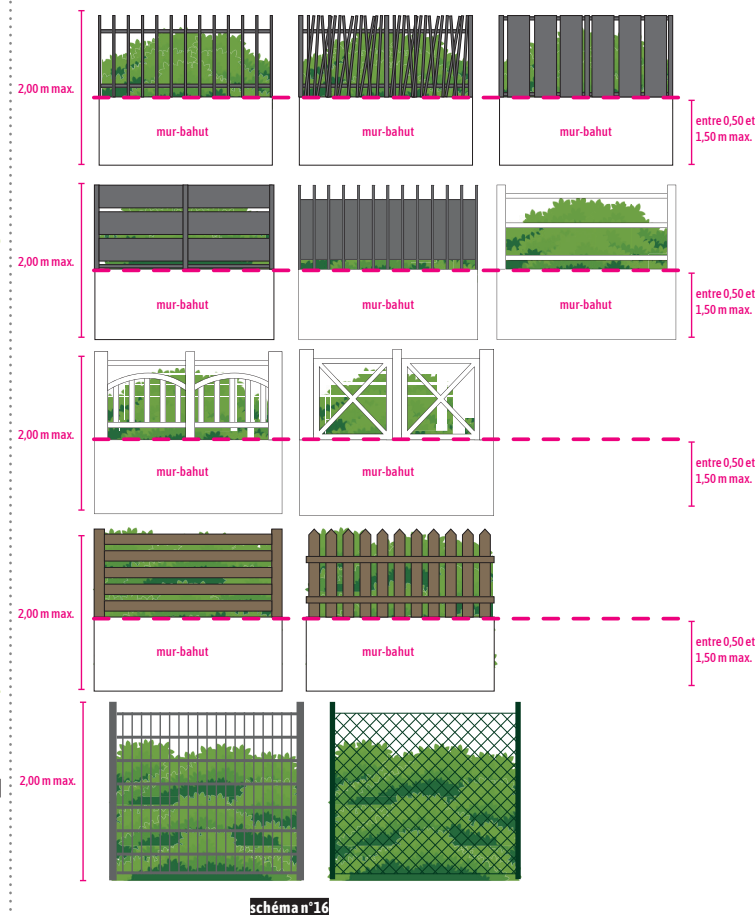 2,00 m max.
mur-bahut
mur-bahut
mur-bahut
entre 0,50 et
1,50 m max.
2,00 m max.
mur-bahut
mur-bahut
mur-bahut
entre 0,50 et
1,50 m max.
2,00 m max.
mur-bahut
mur-bahut
entre 0,50 et
1,50 m max.
2,00 m max.
mur-bahut
mur-bahut
entre 0,50 et
1,50 m max.
2,00 m max.
schéma n°16